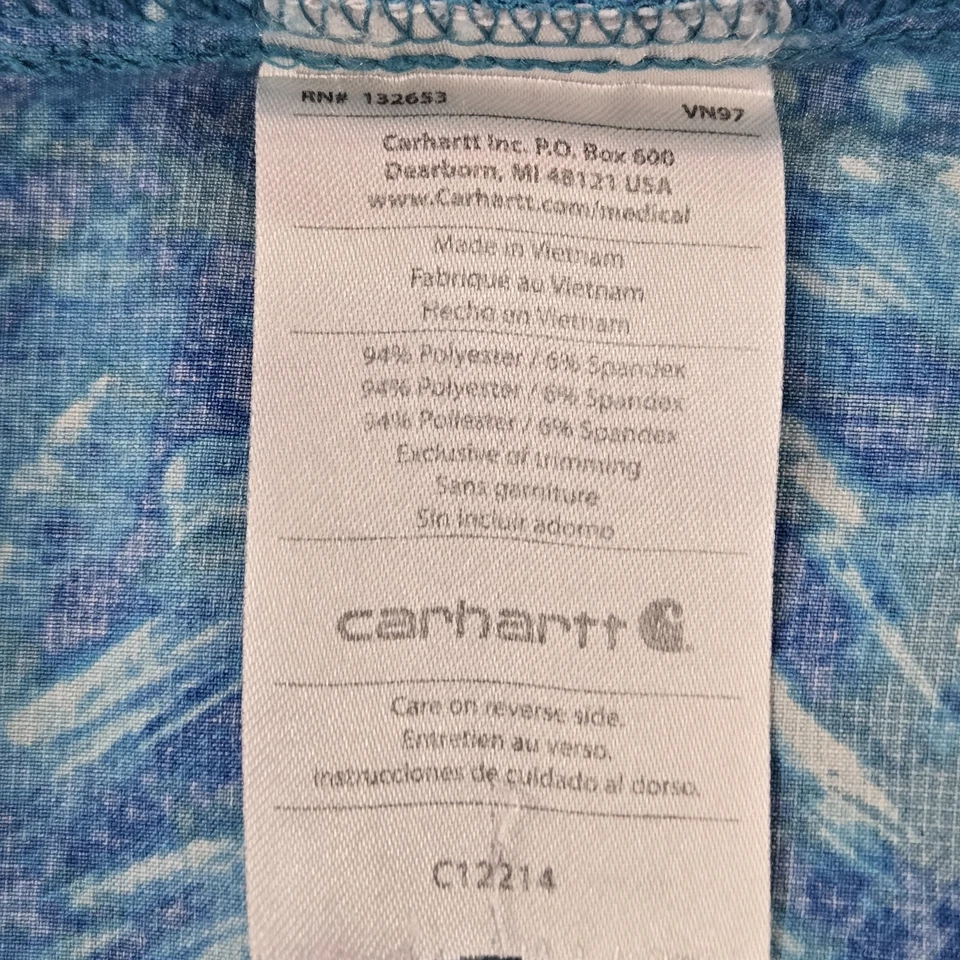 RN# 132653 VN97
Carhartt Inc. P.O. Box 600
Dearborn, MI 48121 USA
www.Carhartt.com/medical
Made in Vietnam
Fabriqué au Vietnam
Hecho en Vietnam
94% Polyester / 6% Spandex
94% Polyester / 6% Spandex
94% Poliester / 6% Spandex
Exclusive of trimming
Sans garniture
Sin incluir adorno
carhartt
Care on reverse side.
Entretien au verso.
Instrucciones de cuidado al dorso.
C12214